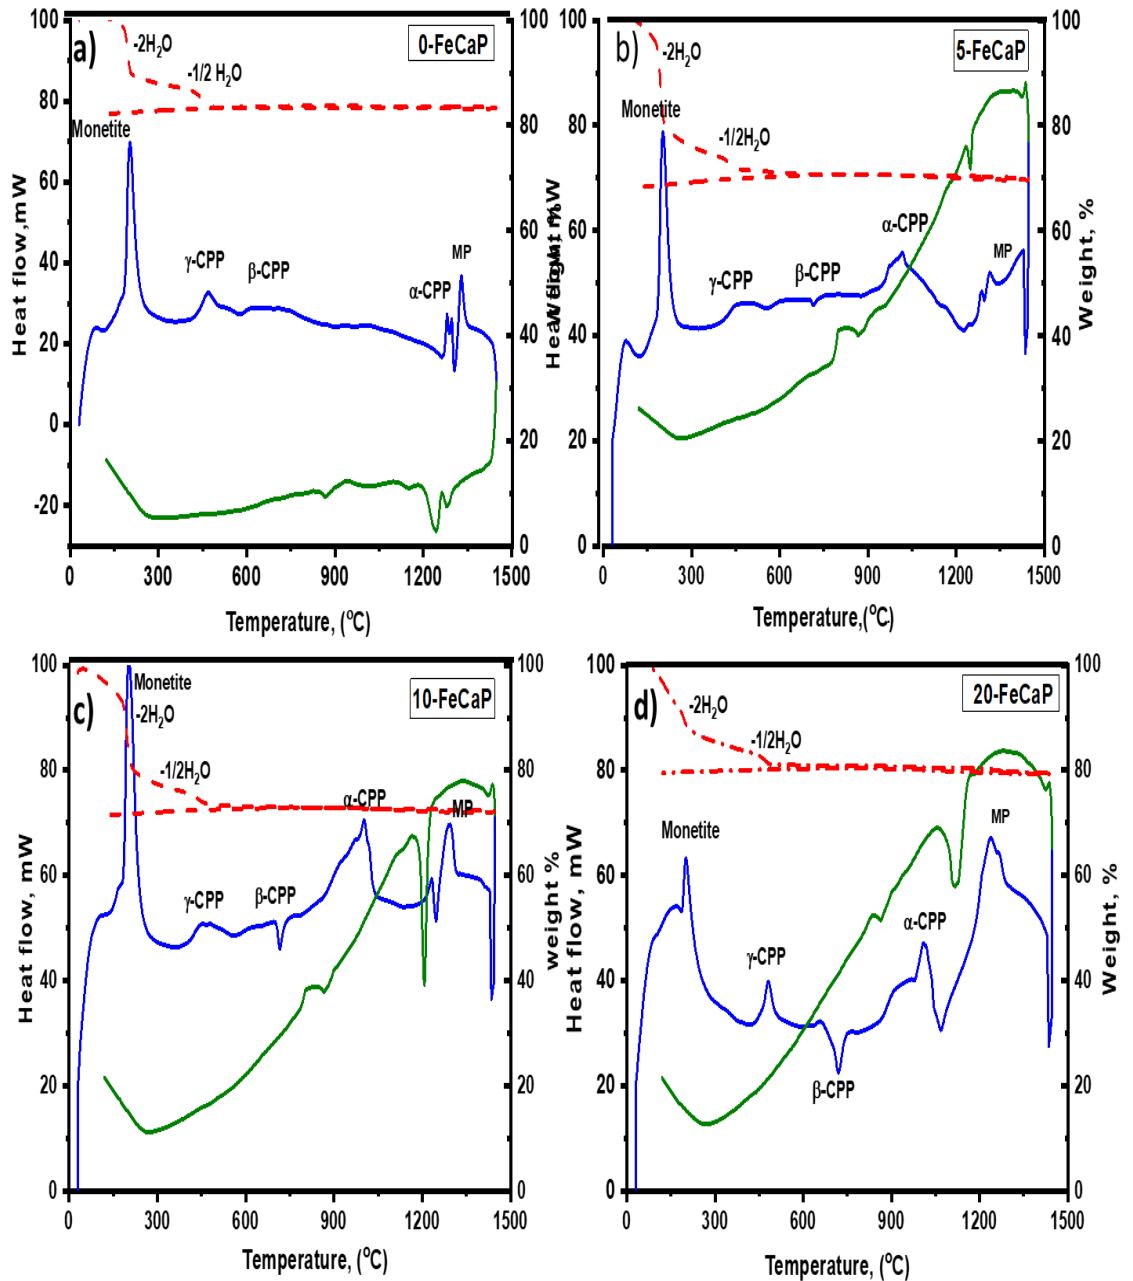 a)
0-FeCaP
-2H2O
-1/2 H2O
Monetite
γ-CPP
β-CPP
α-CPP
MP
100
80
60
40
20
0
-20
100
80
60
40
20
0
0 300 600 900 1200 1500
Heat flow,mW
Weight, %
Temperature, (°C)
b)
5-FeCaP
-2H2O
Monetite
-1/2H2O
γ-CPP
β-CPP
α-CPP
MP
100
80
60
40
20
0
100
80
60
40
20
0
0 300 600 900 1200 1500
Heat flow, mW
Weight, %
Temperature,(°C)
c)
10-FeCaP
Monetite
-2H2O
-1/2H2O
γ-CPP
β-CPP
α-CPP
MP
100
80
60
40
20
0
100
80
60
40
20
0
0 300 600 900 1200 1500
Heat flow, mW
weight %
Temperature, (°C)
d)
20-FeCaP
-2H2O
-1/2H2O
Monetite
γ-CPP
β-CPP
α-CPP
MP
100
80
60
40
20
0
100
80
60
40
20
0
0 300 600 900 1200 1500
Heat flow, mW
Weight, %
Temperature, (°C)